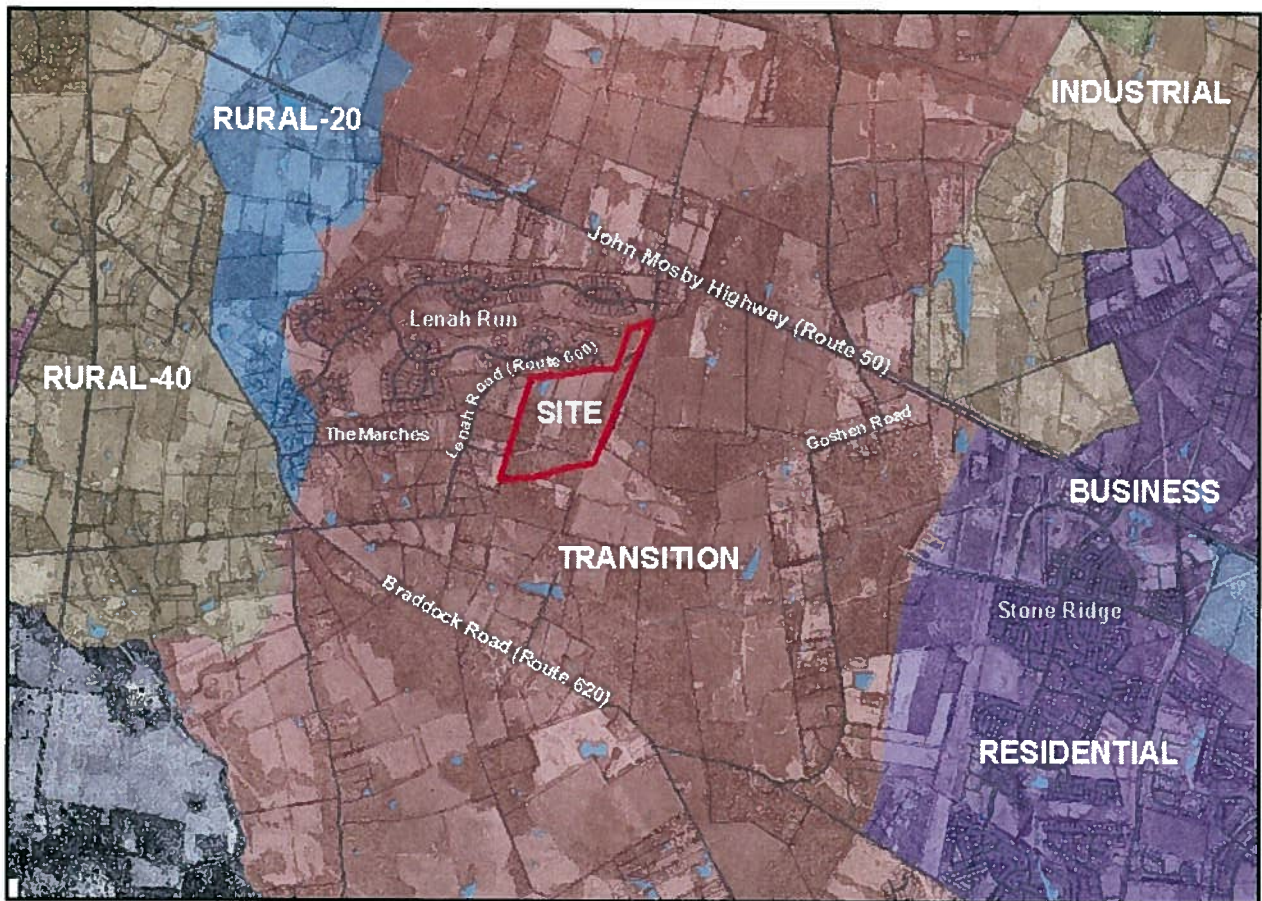 INDUSTRIAL
RURAL-20
John Mosby Highway (Route 50)
Lenah Run
Lenah Road (Route 600)
RURAL-40
SITE
The Marches
Goshen Road
BUSINESS
TRANSITION
Stone Ridge
Braddock Road (Route 620)
RESIDENTIAL